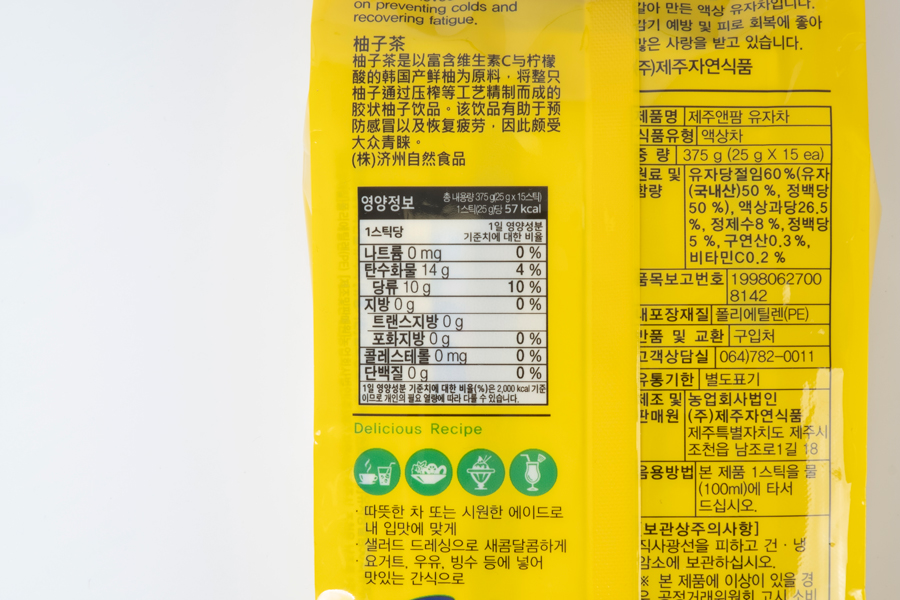 on preventing colds and
recovering fatigue.
柚子茶
柚子茶是以富含维生素C与柠檬
酸的韩国产鲜柚为原料，将整只
柚子通过压榨等工艺精制而成的
胶状柚子饮品。该饮品有助于预
防感冒以及恢复疲劳，因此颇受
大众青睐。
(株)济州自然食品
영양정보
총 내용량 375 g(25 g x 15스틱)
1스틱(25 g)당 57 kcal
1스틱당
1일 영양성분
기준치에 대한 비율
나트륨 0 mg 0 %
탄수화물 14 g 4 %
당류 10 g 10 %
지방 0 g 0 %
트랜스지방 0 g
포화지방 0 g 0 %
콜레스테롤 0 mg 0 %
단백질 0 g 0 %
1일 영양성분 기준치에 대한 비율(%)은 2,000 kcal 기준
이므로 개인의 필요 열량에 따라 다를 수 있습니다.
Delicious Recipe
· 따뜻한 차 또는 시원한 에이드로
내 입맛에 맞게
· 샐러드 드레싱으로 새콤달콤하게
· 요거트, 우유, 빙수 등에 넣어
맛있는 간식으로
갈아 만든 액상 유자차입니다.
감기 예방 및 피로 회복에 좋아
많은 사랑을 받고 있습니다.
주)제주자연식품
제품명 제주앤팜 유자차
식품유형 액상차
중 량 375 g (25 g X 15 ea)
원료 및 유자당절임60%(유자
함량 (국내산)50 %, 정백당
50 %), 액상과당26.5
%, 정제수8 %, 정백당
5 %, 구연산0.3 %,
비타민C0.2 %
품목보고번호 1998062700
8142
내포장재질 폴리에틸렌(PE)
반품 및 교환 구입처
고객상담실 064)782-0011
유통기한 별도표기
제조 및 농업회사법인
판매원 (주)제주자연식품
제주특별자치도 제주시
조천읍 남조로1길 18
음용방법 본 제품 1스틱을 물
(100ml)에 타서
드십시오.
[보관상주의사항]
직사광선을 피하고 건·냉
암소에 보관하십시오.
※ 본 제품에 이상이 있을 경
우 공정거래위원회 고시 소비